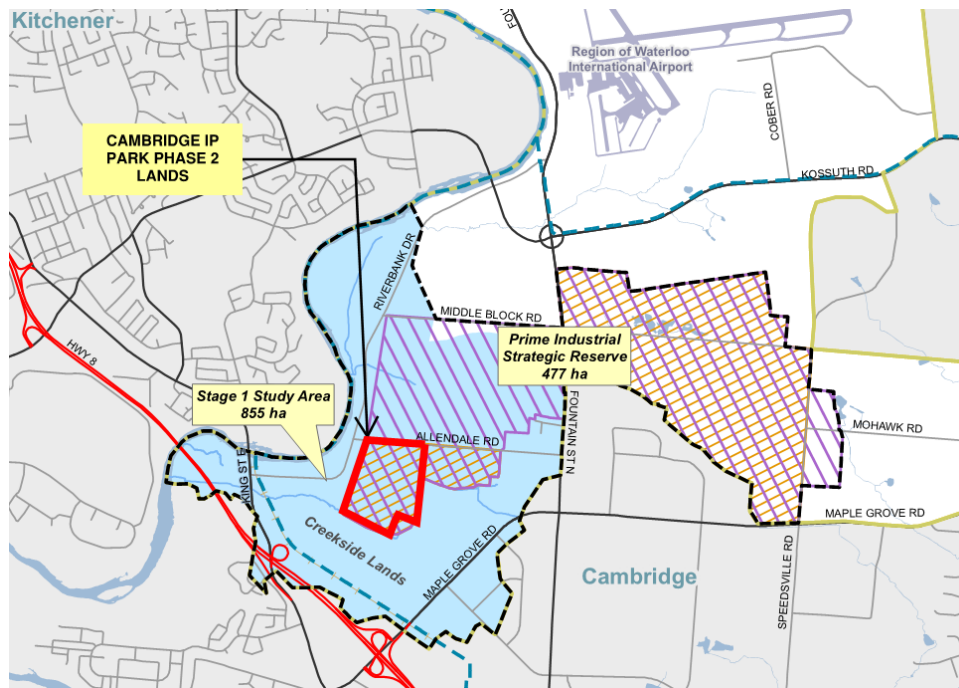 Kitchener
FOU
Region of Waterloo
International Airport
COBER RD
KOSSUTH RD
CAMBRIDGE IP
PARK PHASE 2
LANDS
RIVERBANK DR
MIDDLE BLOCK RD
HWY 8
Prime Industrial
Strategic Reserve
477 ha
Stage 1 Study Area
855 ha
FOUNTAIN ST N
ALLENDALE RD
MOHAWK RD
KING ST E
MAPLE GROVE RD
MAPLE GROVE RD
Creekside Lands
Cambridge
SPEEDSVILLE RD